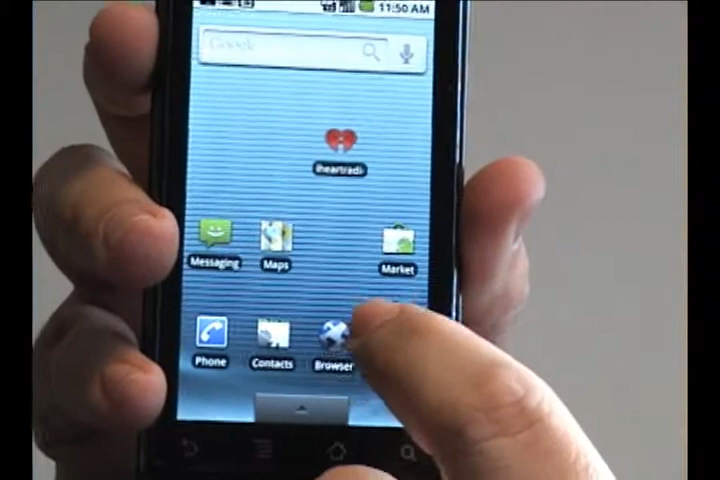 11:50 AM
Google
iheartradi
Messaging
Maps
Market
Phone
Contacts
Browser